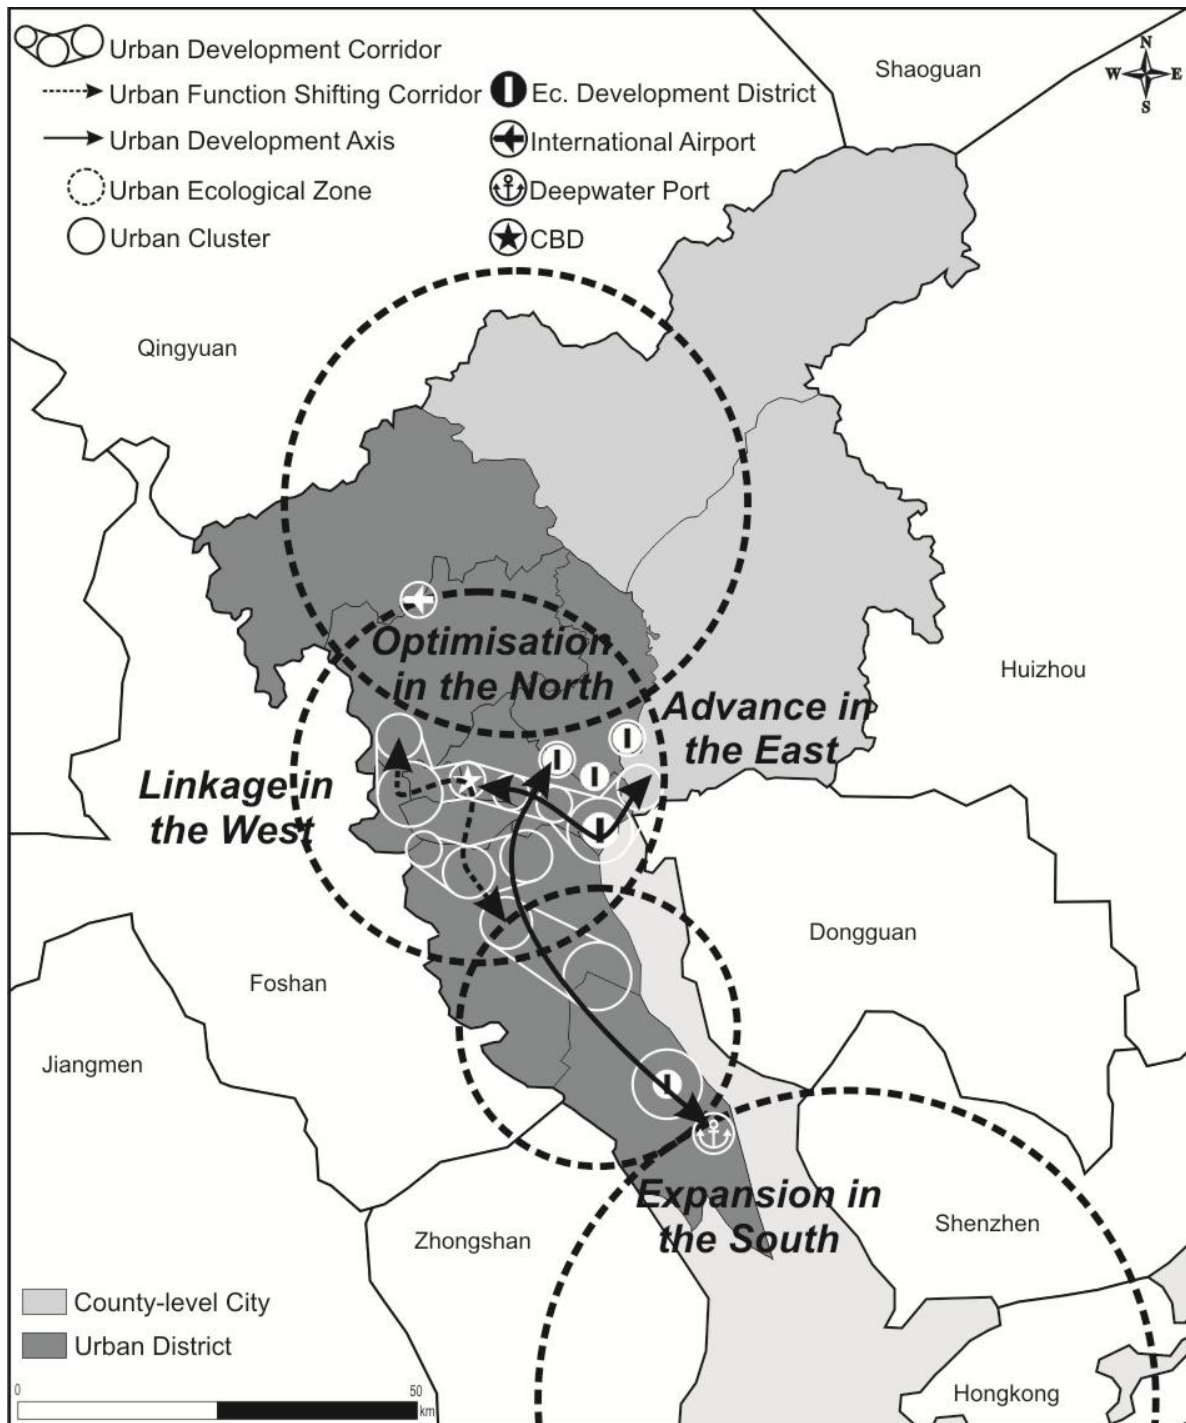 Urban Development Corridor
Urban Function Shifting Corridor
Urban Development Axis
Urban Ecological Zone
Urban Cluster
Ec. Development District
International Airport
Deepwater Port
CBD
N
W E
S
Shaoguan
Qingyuan
Huizhou
Optimisation
in the North
Advance in
the East
Linkage in
the West
Dongguan
Foshan
Jiangmen
Expansion in
the South
Zhongshan
Shenzhen
Hongkong
County-level City
Urban District
0 50
km